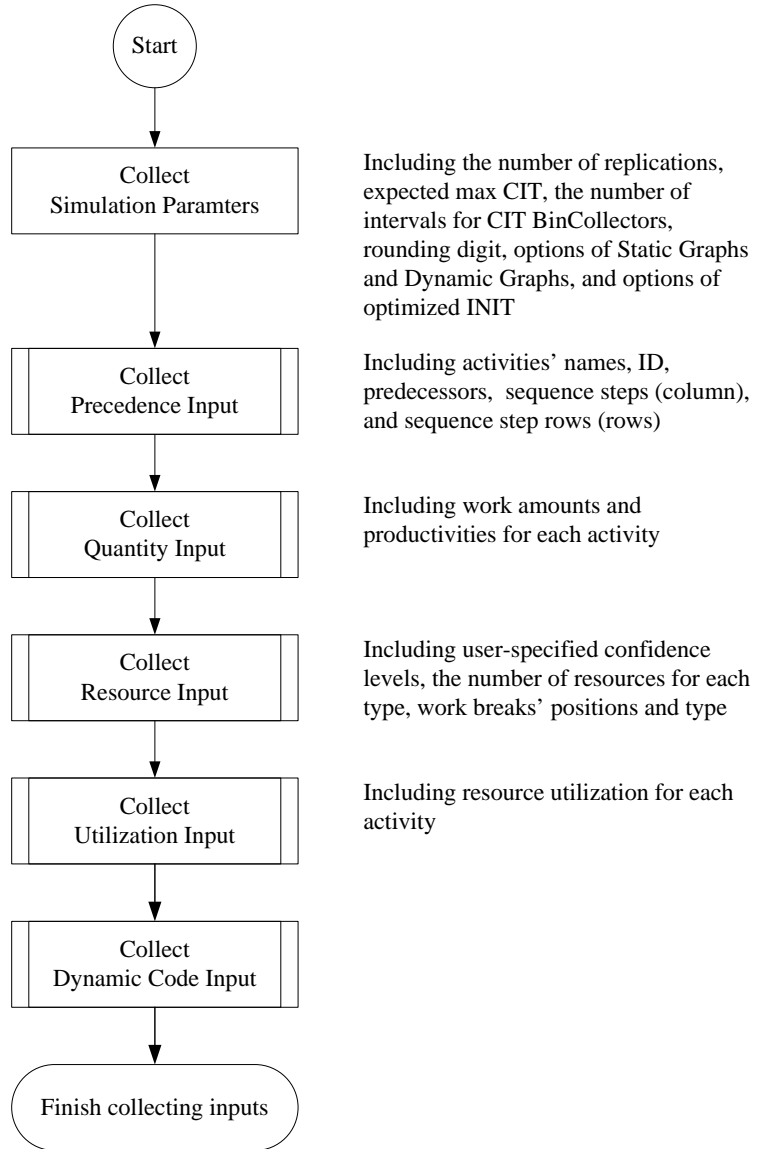 Start
Collect
Simulation Paramters
Including the number of replications,
expected max CIT, the number of
intervals for CIT BinCollectors,
rounding digit, options of Static Graphs
and Dynamic Graphs, and options of
optimized INIT
Collect
Precedence Input
Including activities’ names, ID,
predecessors, sequence steps (column),
and sequence step rows (rows)
Collect
Quantity Input
Including work amounts and
productivities for each activity
Collect
Resource Input
Including user-specified confidence
levels, the number of resources for each
type, work breaks’ positions and type
Collect
Utilization Input
Including resource utilization for each
activity
Collect
Dynamic Code Input
Finish collecting inputs